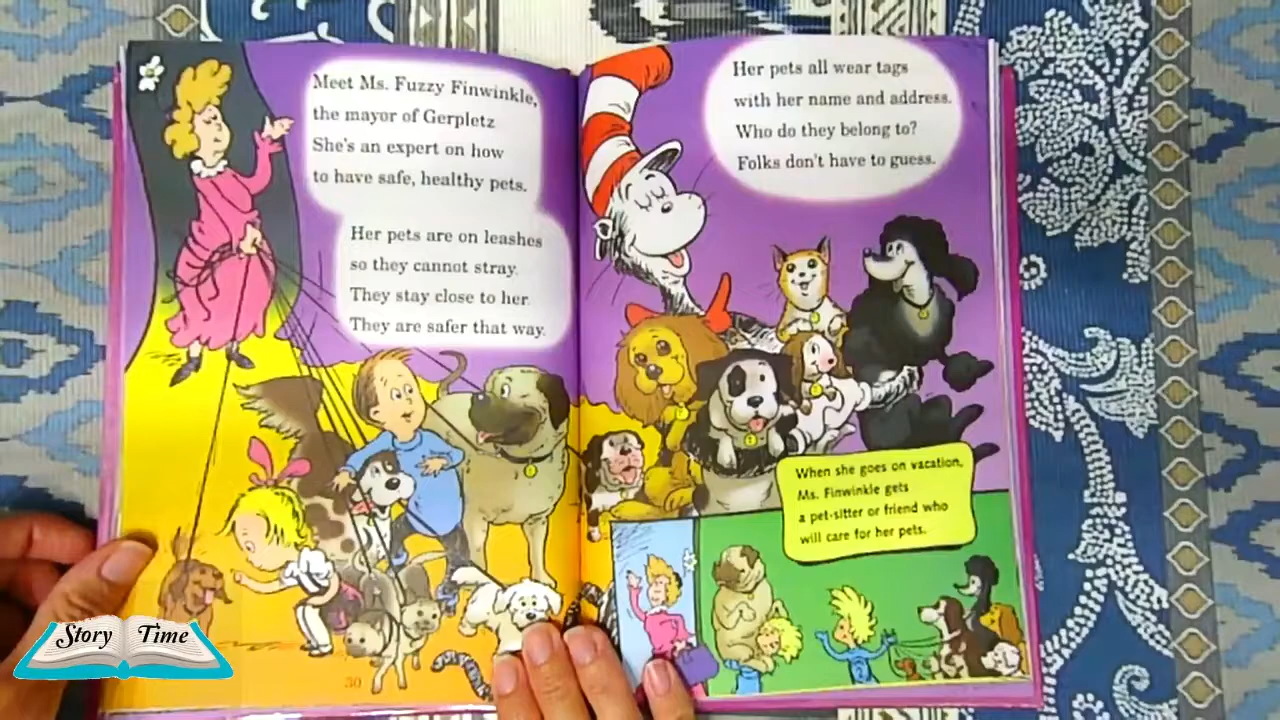 Meet Ms. Fuzzy Finwinkle,
the mayor of Gerpletz
She's an expert on how
to have safe, healthy pets.
Her pets are on leashes
so they cannot stray.
They stay close to her.
They are safer that way.
30
Her pets all wear tags
with her name and address.
Who do they belong to?
Folks don't have to guess.
When she goes on vacation,
Ms. Finwinkle gets
a pet-sitter or friend who
will care for her pets.
Story Time